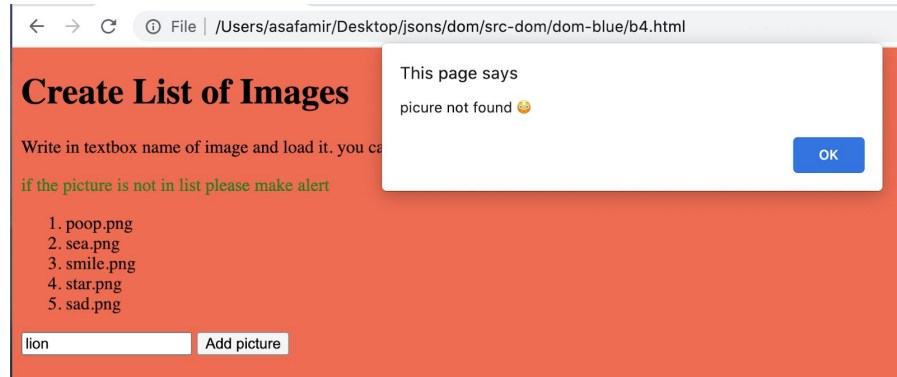 File | /Users/asafamir/Desktop/jsons/dom/src-dom/dom-blue/b4.html
This page says
picure not found 😳
OK
Create List of Images
Write in textbox name of image and load it. you ca
if the picture is not in list please make alert
1. poop.png
2. sea.png
3. smile.png
4. star.png
5. sad.png
lion Add picture